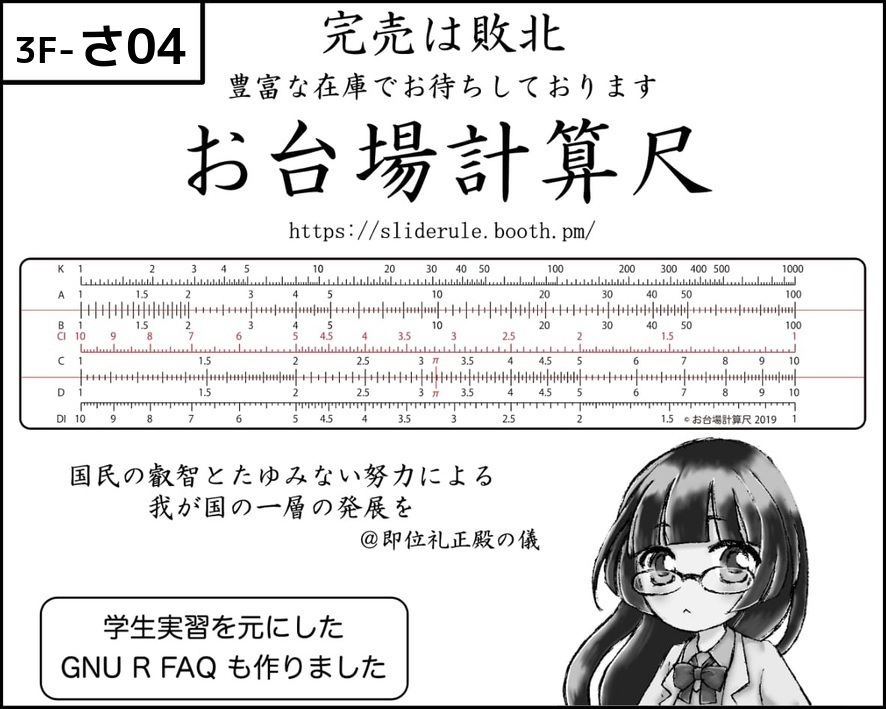 3F-さ04
完売は敗北
豊富な在庫でお待ちしております
お台場計算尺
https://sliderule.booth.pm/
K 1 2 3 4 5 10 20 30 40 50 100 200 300 400 500 1000
A 1 1.5 2 3 4 5 10 20 30 40 50 100
B 1 1.5 2 3 4 5 10 20 30 40 50 100
CI 10 9 8 7 6 5 4.5 4 3.5 3 2.5 2 1.5 1
C 1 1.5 2 2.5 3 π 3.5 4 4.5 5 6 7 8 9 10
D 1 1.5 2 2.5 3 π 3.5 4 4.5 5 6 7 8 9 10
DI 10 9 8 7 6 5 4.5 4 3.5 3 2.5 2 1.5 1
© お台場計算尺 2019
国民の叡智とたゆみない努力による
我が国の一層の発展を
@即位礼正殿の儀
学生実習を元にした
GNU R FAQ も作りました